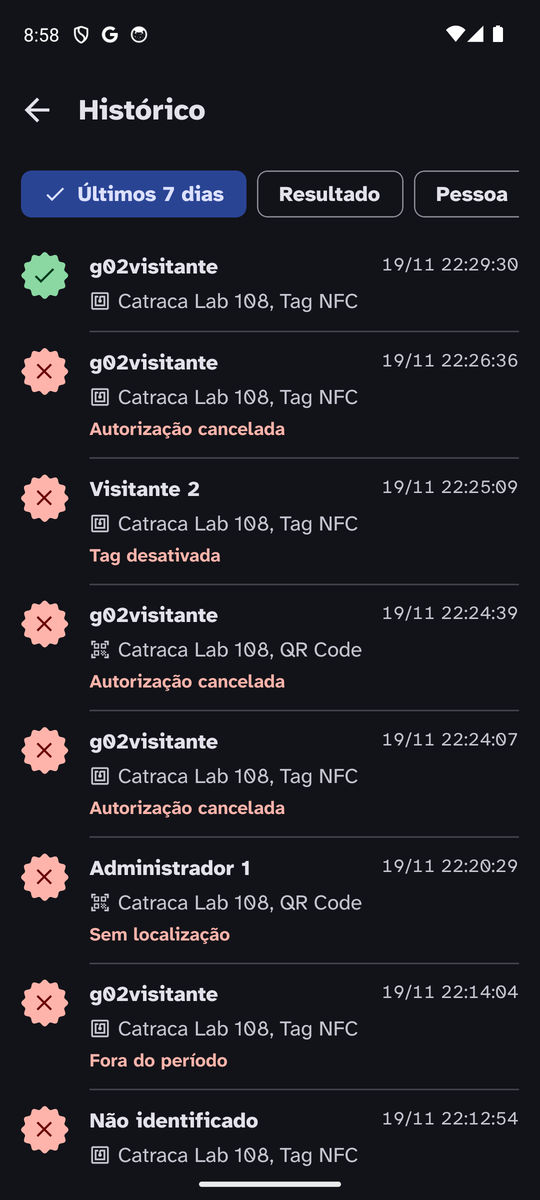 8:58
Histórico
Últimos 7 dias
Resultado
Pessoa
g02visitante
19/11 22:29:30
Catraca Lab 108, Tag NFC
g02visitante
19/11 22:26:36
Catraca Lab 108, Tag NFC
Autorização cancelada
Visitante 2
19/11 22:25:09
Catraca Lab 108, Tag NFC
Tag desativada
g02visitante
19/11 22:24:39
Catraca Lab 108, QR Code
Autorização cancelada
g02visitante
19/11 22:24:07
Catraca Lab 108, Tag NFC
Autorização cancelada
Administrador 1
19/11 22:20:29
Catraca Lab 108, QR Code
Sem localização
g02visitante
19/11 22:14:04
Catraca Lab 108, Tag NFC
Fora do período
Não identificado
19/11 22:12:54
Catraca Lab 108, Tag NFC